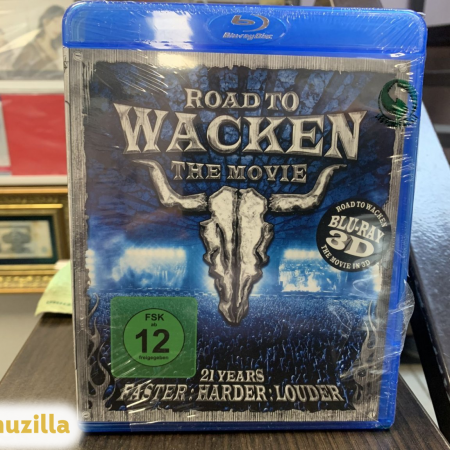 Blu-ray Disc
ROAD TO
WACKEN
THE MOVIE
ROAD TO WACKEN
BLU-RAY
3D
THE MOVIE IN 3D
FSK
ab
12
freigegeben
21 YEARS
FASTER : HARDER : LOUDER
uzilla